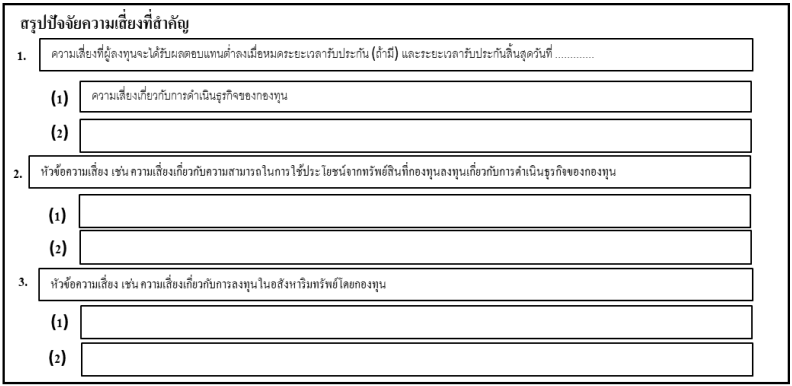 สรุปปัจจัยความเสี่ยงที่สำคัญ
1. ความเสี่ยงที่ผู้ลงทุนจะได้รับผลตอบแทนต่ำลงเมื่อหมดระยะเวลารับประกัน (ถ้ามี) และระยะเวลารับประกันสิ้นสุดวันที่ .............
(1) ความเสี่ยงเกี่ยวกับการดำเนินธุรกิจของกองทุน
(2)
2. หัวข้อความเสี่ยง เช่น ความเสี่ยงเกี่ยวกับความสามารถในการใช้ประโยชน์จากทรัพย์สินที่กองทุนลงทุนเกี่ยวกับการดำเนินธุรกิจของกองทุน
(1)
(2)
3. หัวข้อความเสี่ยง เช่น ความเสี่ยงเกี่ยวกับการลงทุนในอสังหาริมทรัพย์โดยกองทุน
(1)
(2)